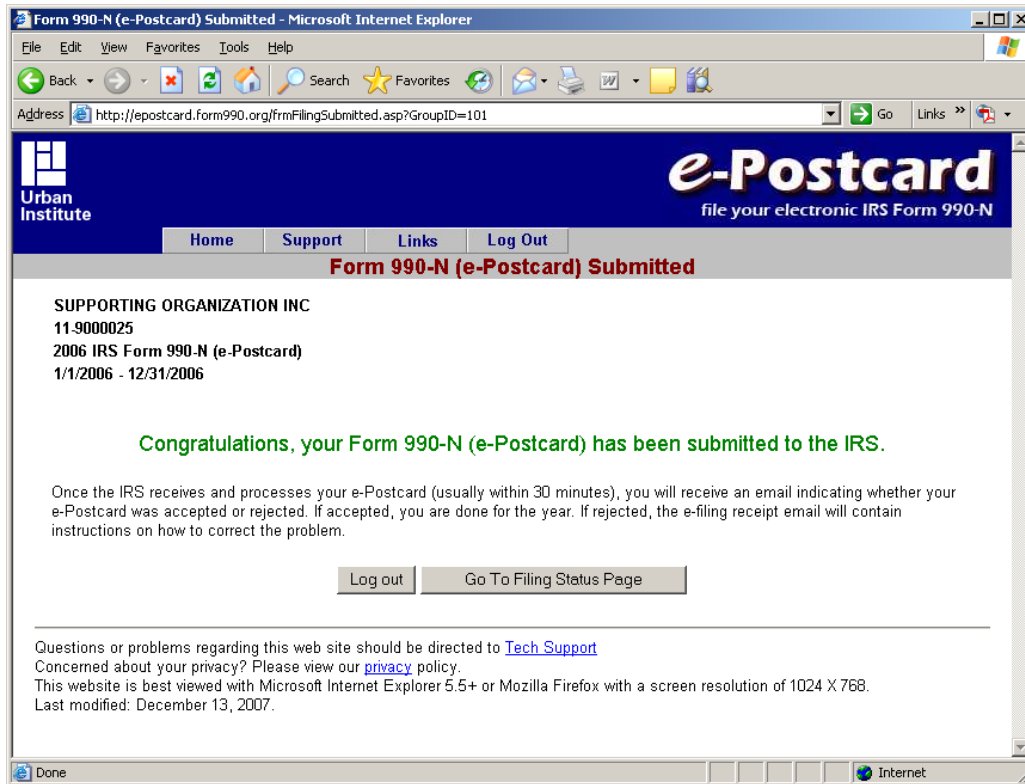 Form 990-N (e-Postcard) Submitted - Microsoft Internet Explorer
File Edit View Favorites Tools Help
Back Search Favorites
Address http://epostcard.form990.org/frmFilingSubmitted.asp?GroupID=101 Go Links »
Urban
Institute
e-Postcard
file your electronic IRS Form 990-N
Home Support Links Log Out
Form 990-N (e-Postcard) Submitted
SUPPORTING ORGANIZATION INC
11-9000025
2006 IRS Form 990-N (e-Postcard)
1/1/2006 - 12/31/2006
Congratulations, your Form 990-N (e-Postcard) has been submitted to the IRS.
Once the IRS receives and processes your e-Postcard (usually within 30 minutes), you will receive an email indicating whether your
e-Postcard was accepted or rejected. If accepted, you are done for the year. If rejected, the e-filing receipt email will contain
instructions on how to correct the problem.
Log out Go To Filing Status Page
Questions or problems regarding this web site should be directed to Tech Support
Concerned about your privacy? Please view our privacy policy.
This website is best viewed with Microsoft Internet Explorer 5.5+ or Mozilla Firefox with a screen resolution of 1024 X 768.
Last modified: December 13, 2007.
Done Internet